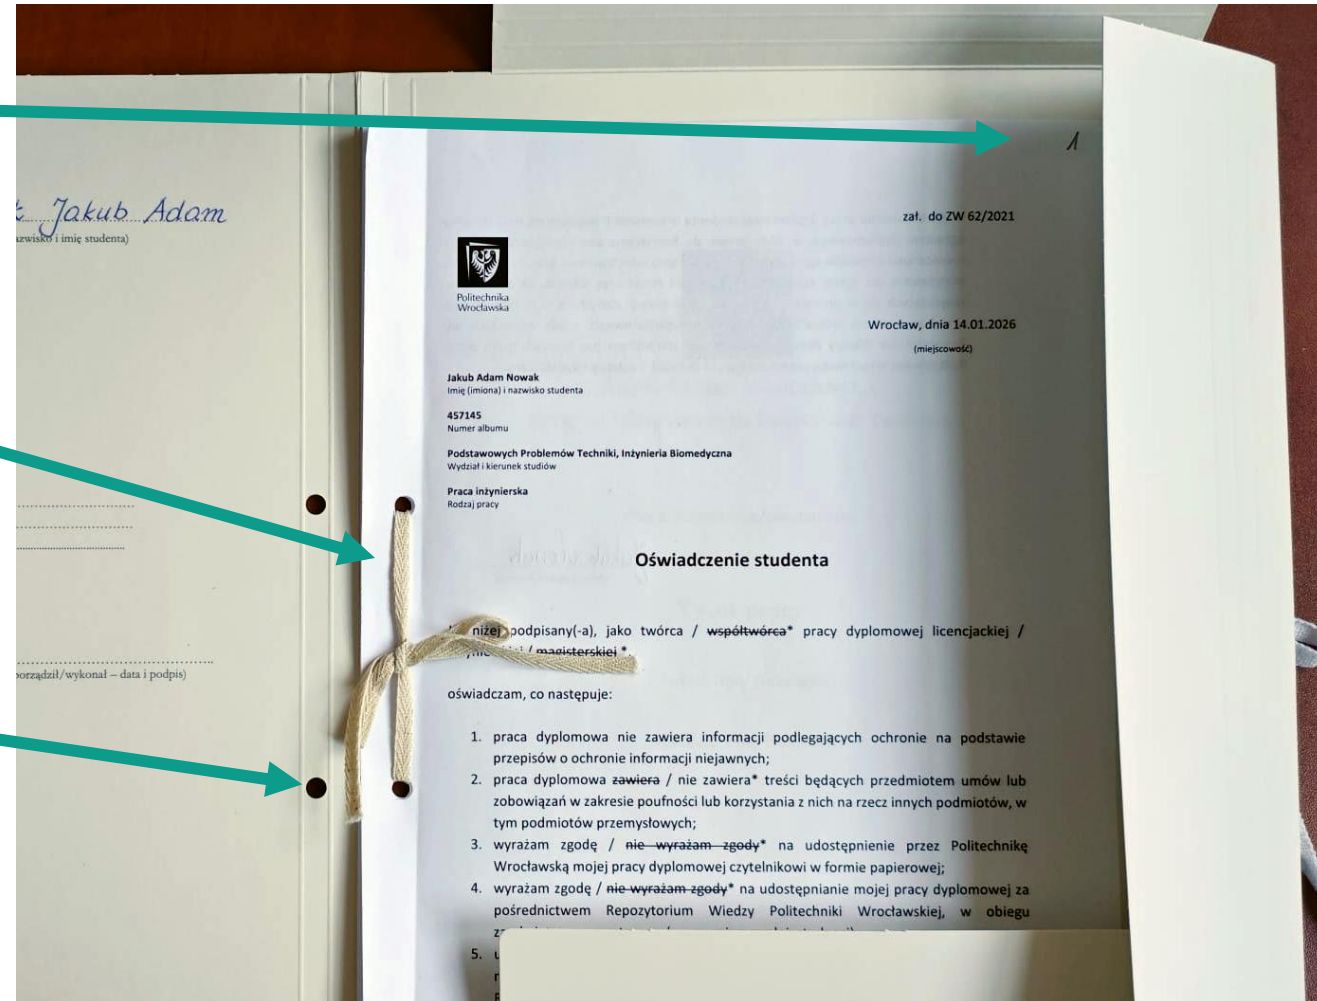 Jakub Adam
azwisko i imię studenta)
porządził/wykonał – data i podpis)
1
zał. do ZW 62/2021
Politechnika
Wrocławska
Wrocław, dnia 14.01.2026
(miejscowość)
Jakub Adam Nowak
Imię (imiona) i nazwisko studenta
457145
Numer albumu
Podstawowych Problemów Techniki, Inżynieria Biomedyczna
Wydział i kierunek studiów
Praca inżynierska
Rodzaj pracy
Oświadczenie studenta
niżej podpisany(-a), jako twórca / współtwórca* pracy dyplomowej licencjackiej /
/ magisterskiej *.
oświadczam, co następuje:
1. praca dyplomowa nie zawiera informacji podlegających ochronie na podstawie
przepisów o ochronie informacji niejawnych;
2. praca dyplomowa zawiera / nie zawiera* treści będących przedmiotem umów lub
zobowiązań w zakresie poufności lub korzystania z nich na rzecz innych podmiotów, w
tym podmiotów przemysłowych;
3. wyrażam zgodę / nie wyrażam zgody* na udostępnienie przez Politechnikę
Wrocławską mojej pracy dyplomowej czytelnikowi w formie papierowej;
4. wyrażam zgodę / nie wyrażam zgody* na udostępnianie mojej pracy dyplomowej za
pośrednictwem Repozytorium Wiedzy Politechniki Wrocławskiej, w obiegu
5.